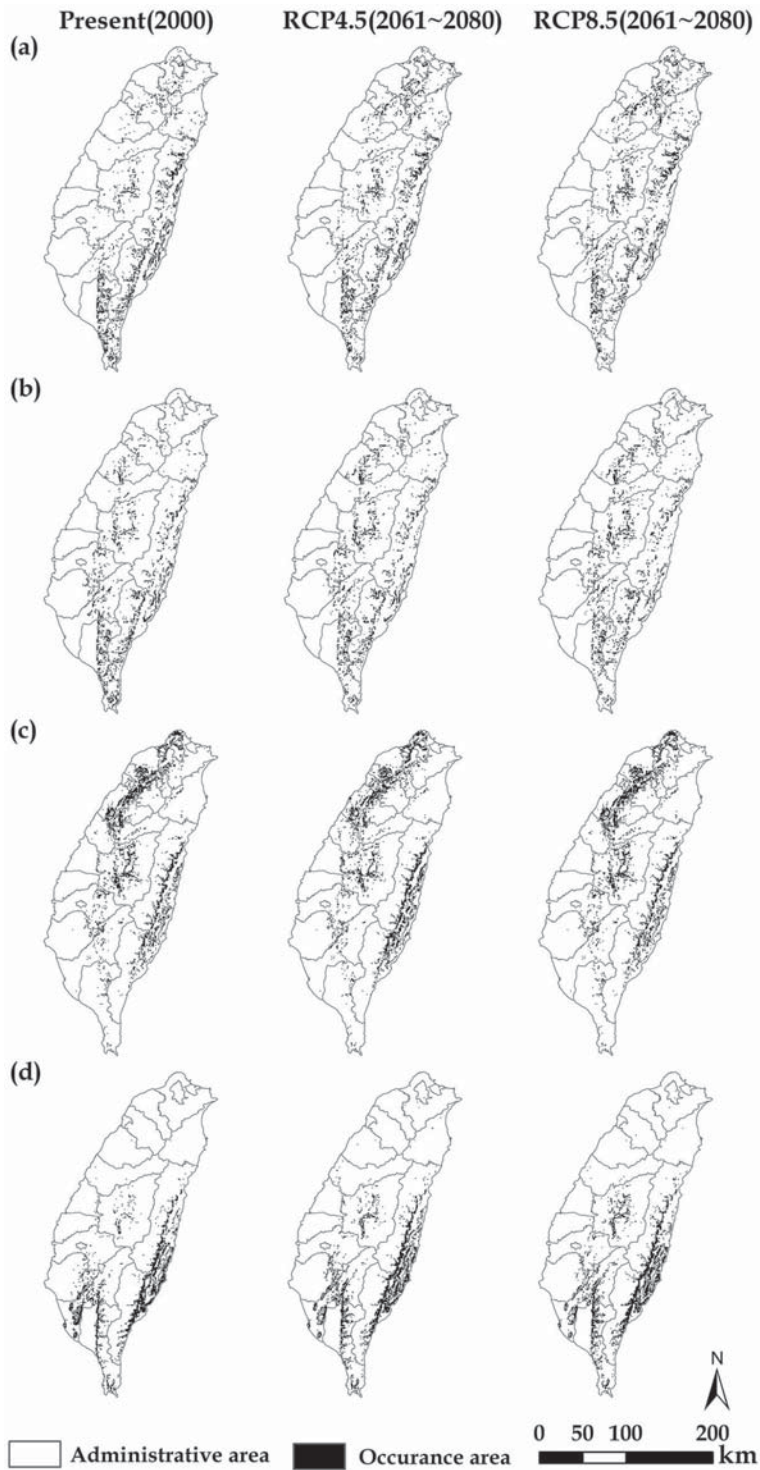 Present(2000) RCP4.5(2061~2080) RCP8.5(2061~2080)
(a)
(b)
(c)
(d)
N
Administrative area Occurance area 0 50 100 200 km